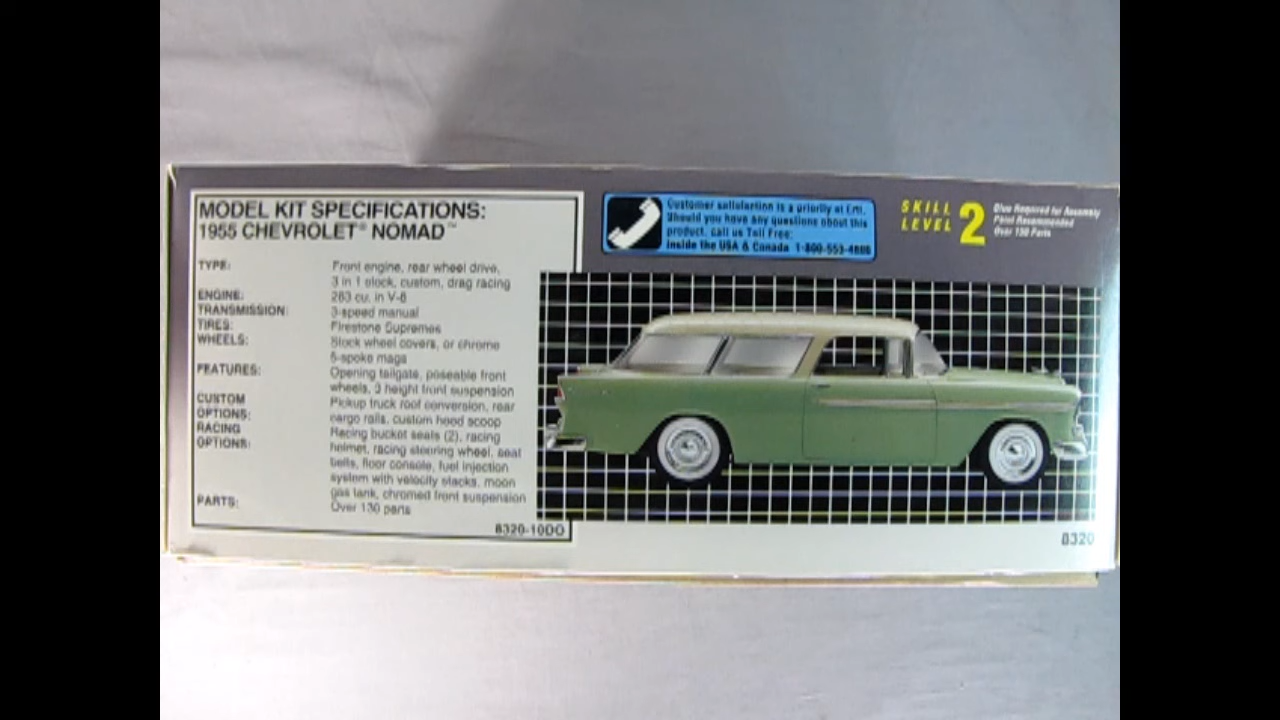 MODEL KIT SPECIFICATIONS:
1955 CHEVROLET® NOMAD™
TYPE: Front engine, rear wheel drive,
3 in 1 stock, custom, drag racing
ENGINE: 283 cu. in V-8
TRANSMISSION: 3-speed manual
TIRES: Firestone Supremes
WHEELS: Stock wheel covers, or chrome
5-spoke mags
FEATURES: Opening tailgate, poseable front
wheels, 3 height front suspension
CUSTOM Pickup truck roof conversion, rear
OPTIONS: cargo rails, custom hood scoop
RACING Racing bucket seats (2), racing
OPTIONS: helmet, racing steering wheel, seat
belts, floor console, fuel injection
system with velocity stacks, moon
gas tank, chromed front suspension
PARTS: Over 130 parts
8320-10DO
Customer satisfaction is a priority at Ertl.
Should you have any questions about this
product, call us Toll Free:
inside the USA & Canada 1-800-553-4886
SKILL
LEVEL
2
Glue Required for Assembly
Paint Recommended
Over 130 Parts
8320